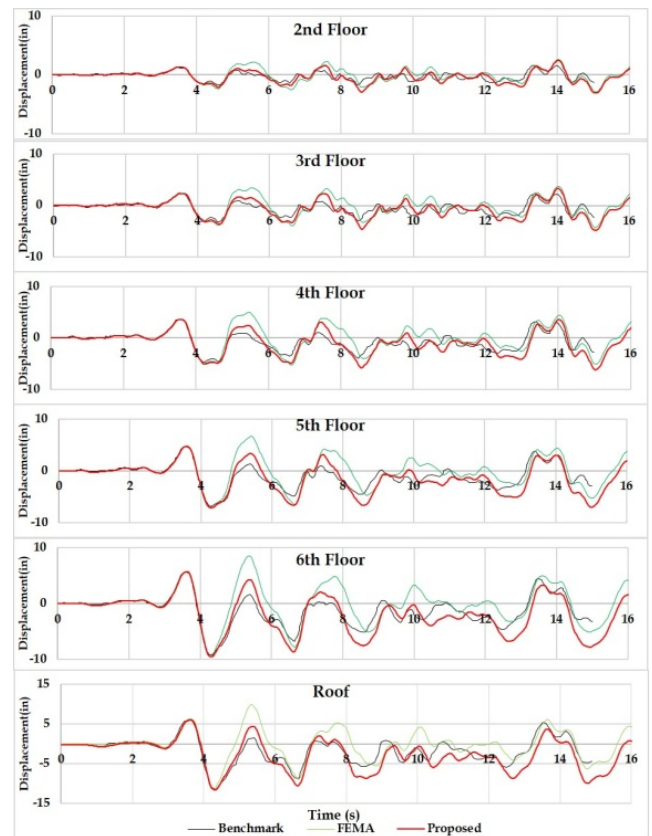 10
2nd Floor
Displacement(in)
0
0 2 4 6 8 10 12 14 16
-10
10
3rd Floor
Displacement(in)
0
0 2 4 6 8 10 12 14 16
-10
10
4th Floor
Displacement(in)
0
0 2 4 6 8 10 12 14 16
-10
10
5th Floor
Displacement(in)
0
0 2 4 6 8 10 12 14 16
-10
10
6th Floor
Displacement(in)
0
0 2 4 6 8 10 12 14 16
-10
15
Roof
Displacement(in)
5
-5
0 2 4 6 8 10 12 14 16
-15
Time (s)
Benchmark FEMA Proposed